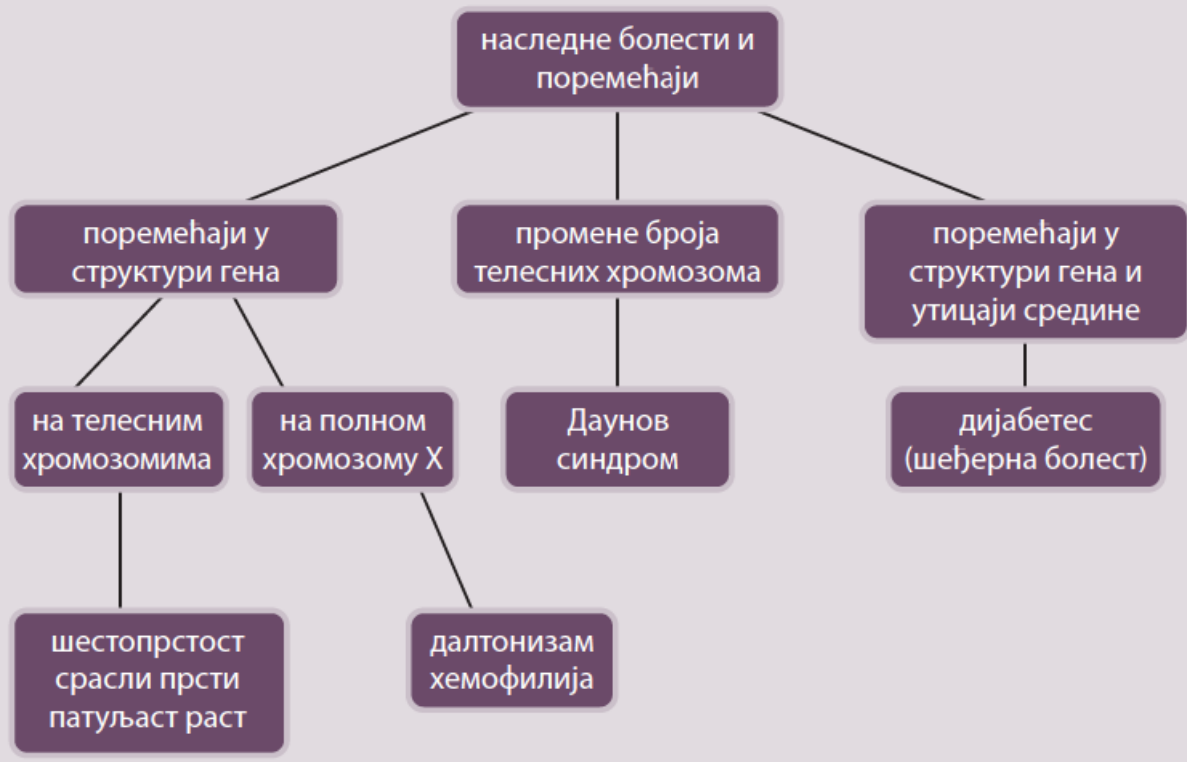 наследне болести и
поремећаји
поремећаји у
структури гена
промене броја
телесних хромозома
поремећаји у
структури гена и
утицаји средине
на телесним
хромозомима
на полном
хромозому X
Даунов
синдром
дијабетес
(шећерна болест)
шестопрстост
срасли прсти
патуљаст раст
далтонизам
хемофилија